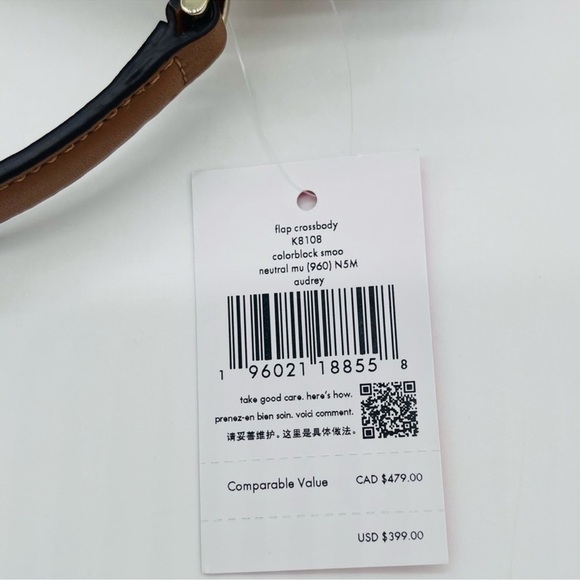 flap crossbody
K8108
colorblock smoo
neutral mu (960) N5M
audrey
1 96021 18855 8
take good care. here's how.
prenez-en bien soin. voici comment.
请妥善维护。这里是具体做法。
Comparable Value CAD $479.00
USD $399.00